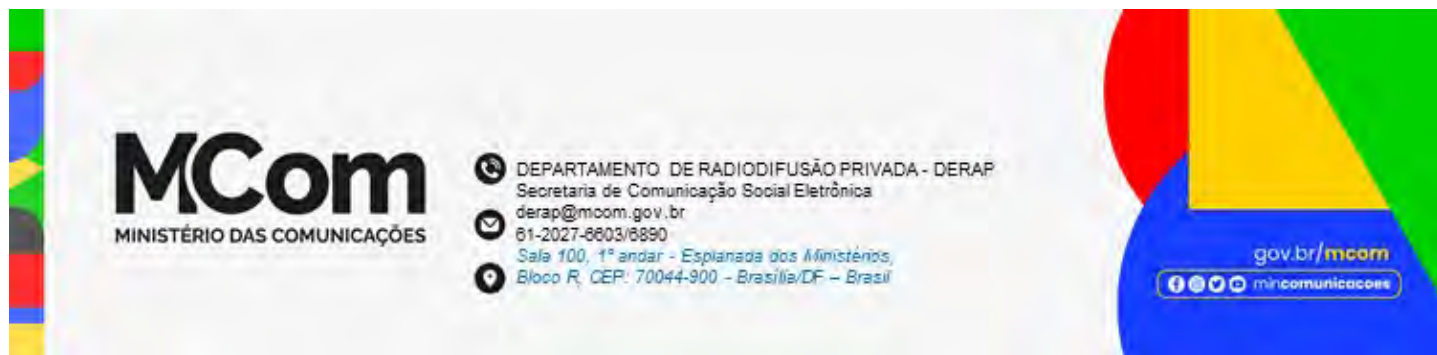 MCom
MINISTÉRIO DAS COMUNICAÇÕES
DEPARTAMENTO DE RADIODIFUSÃO PRIVADA - DERAP
Secretaria de Comunicação Social Eletrônica
derap@mcom.gov.br
61-2027-6603/6890
Sala 100, 1º andar - Esplanada dos Ministérios,
Bloco R, CEP.: 70044-900 – Brasília/DF – Brasil
gov.br/mcom
mincomunicacoes